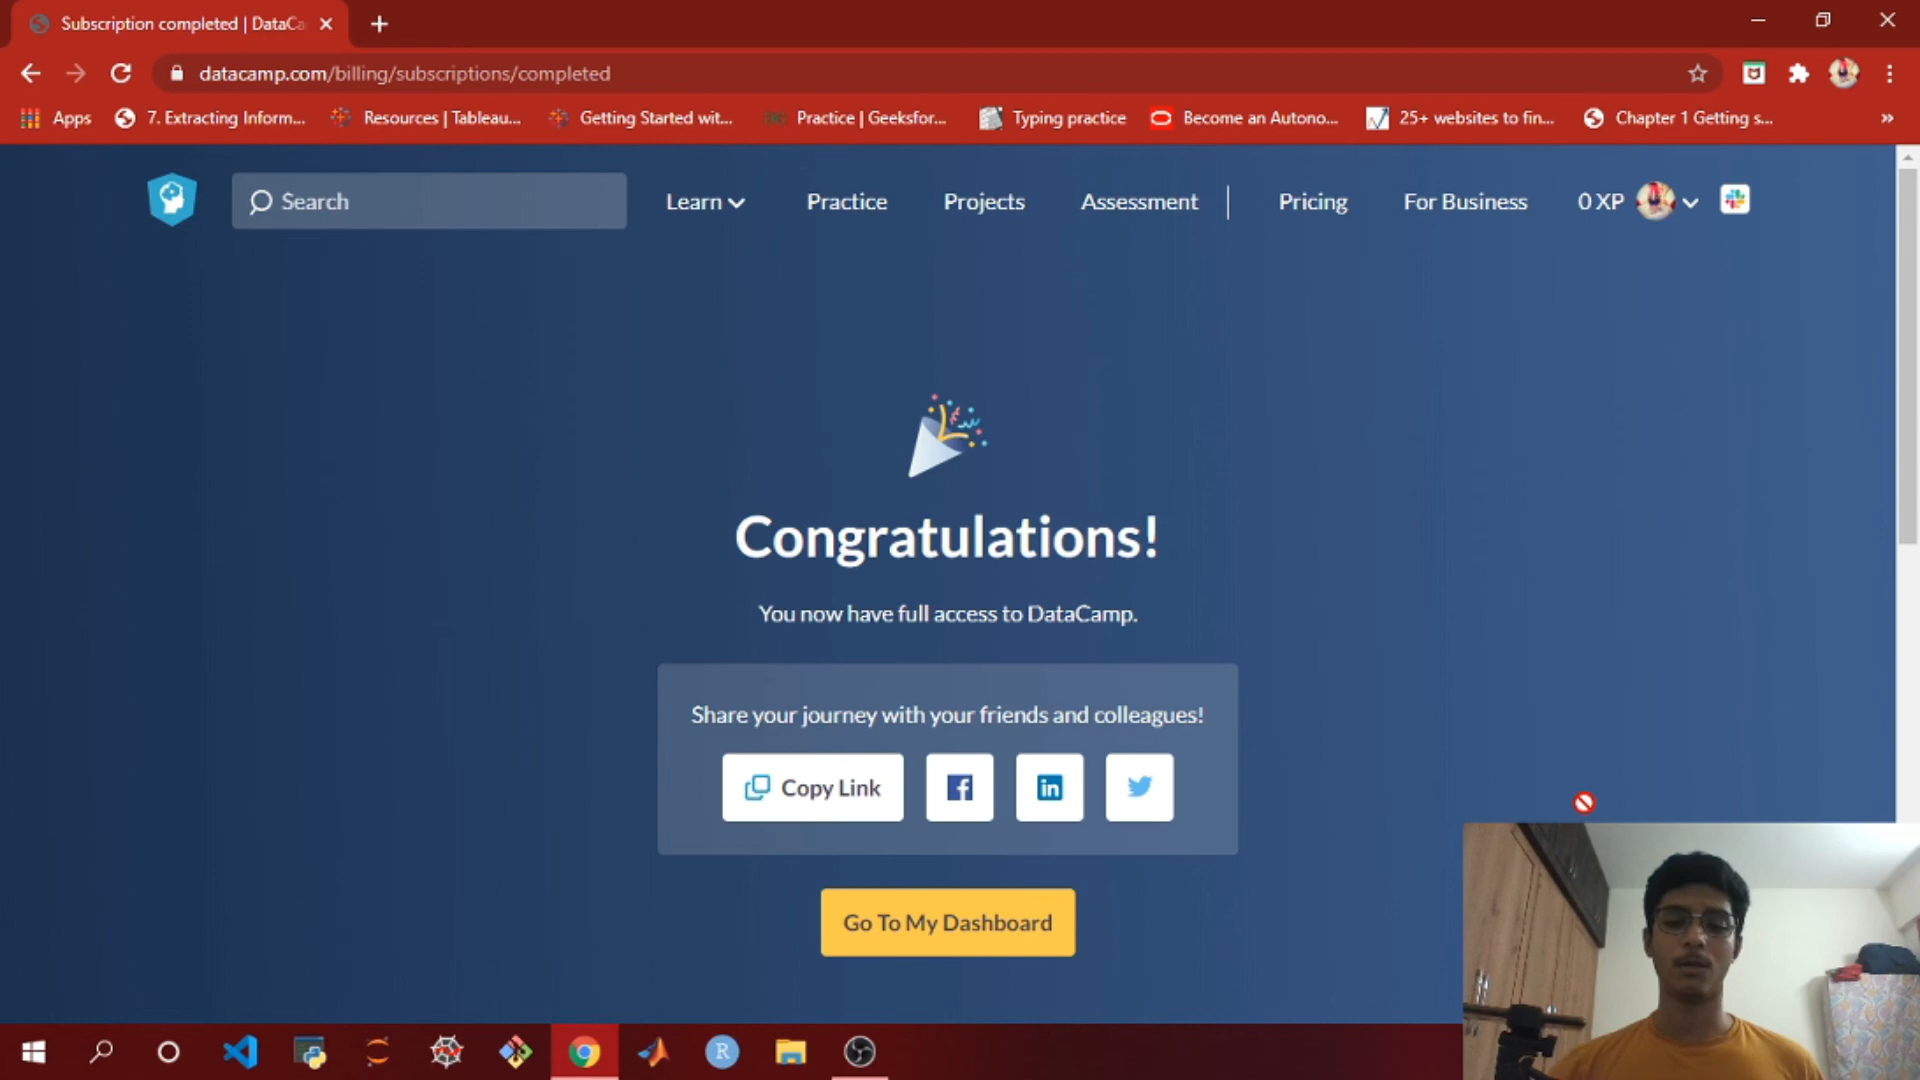 Subscription completed | DataCa
datacamp.com/billing/subscriptions/completed
Apps 7. Extracting Inform... Resources | Tableau... Getting Started wit... Practice | Geeksfor... Typing practice Become an Autono... 25+ websites to fin... Chapter 1 Getting s... »
Search Learn Practice Projects Assessment Pricing For Business 0 XP
Congratulations!
You now have full access to DataCamp.
Share your journey with your friends and colleagues!
Copy Link
Go To My Dashboard